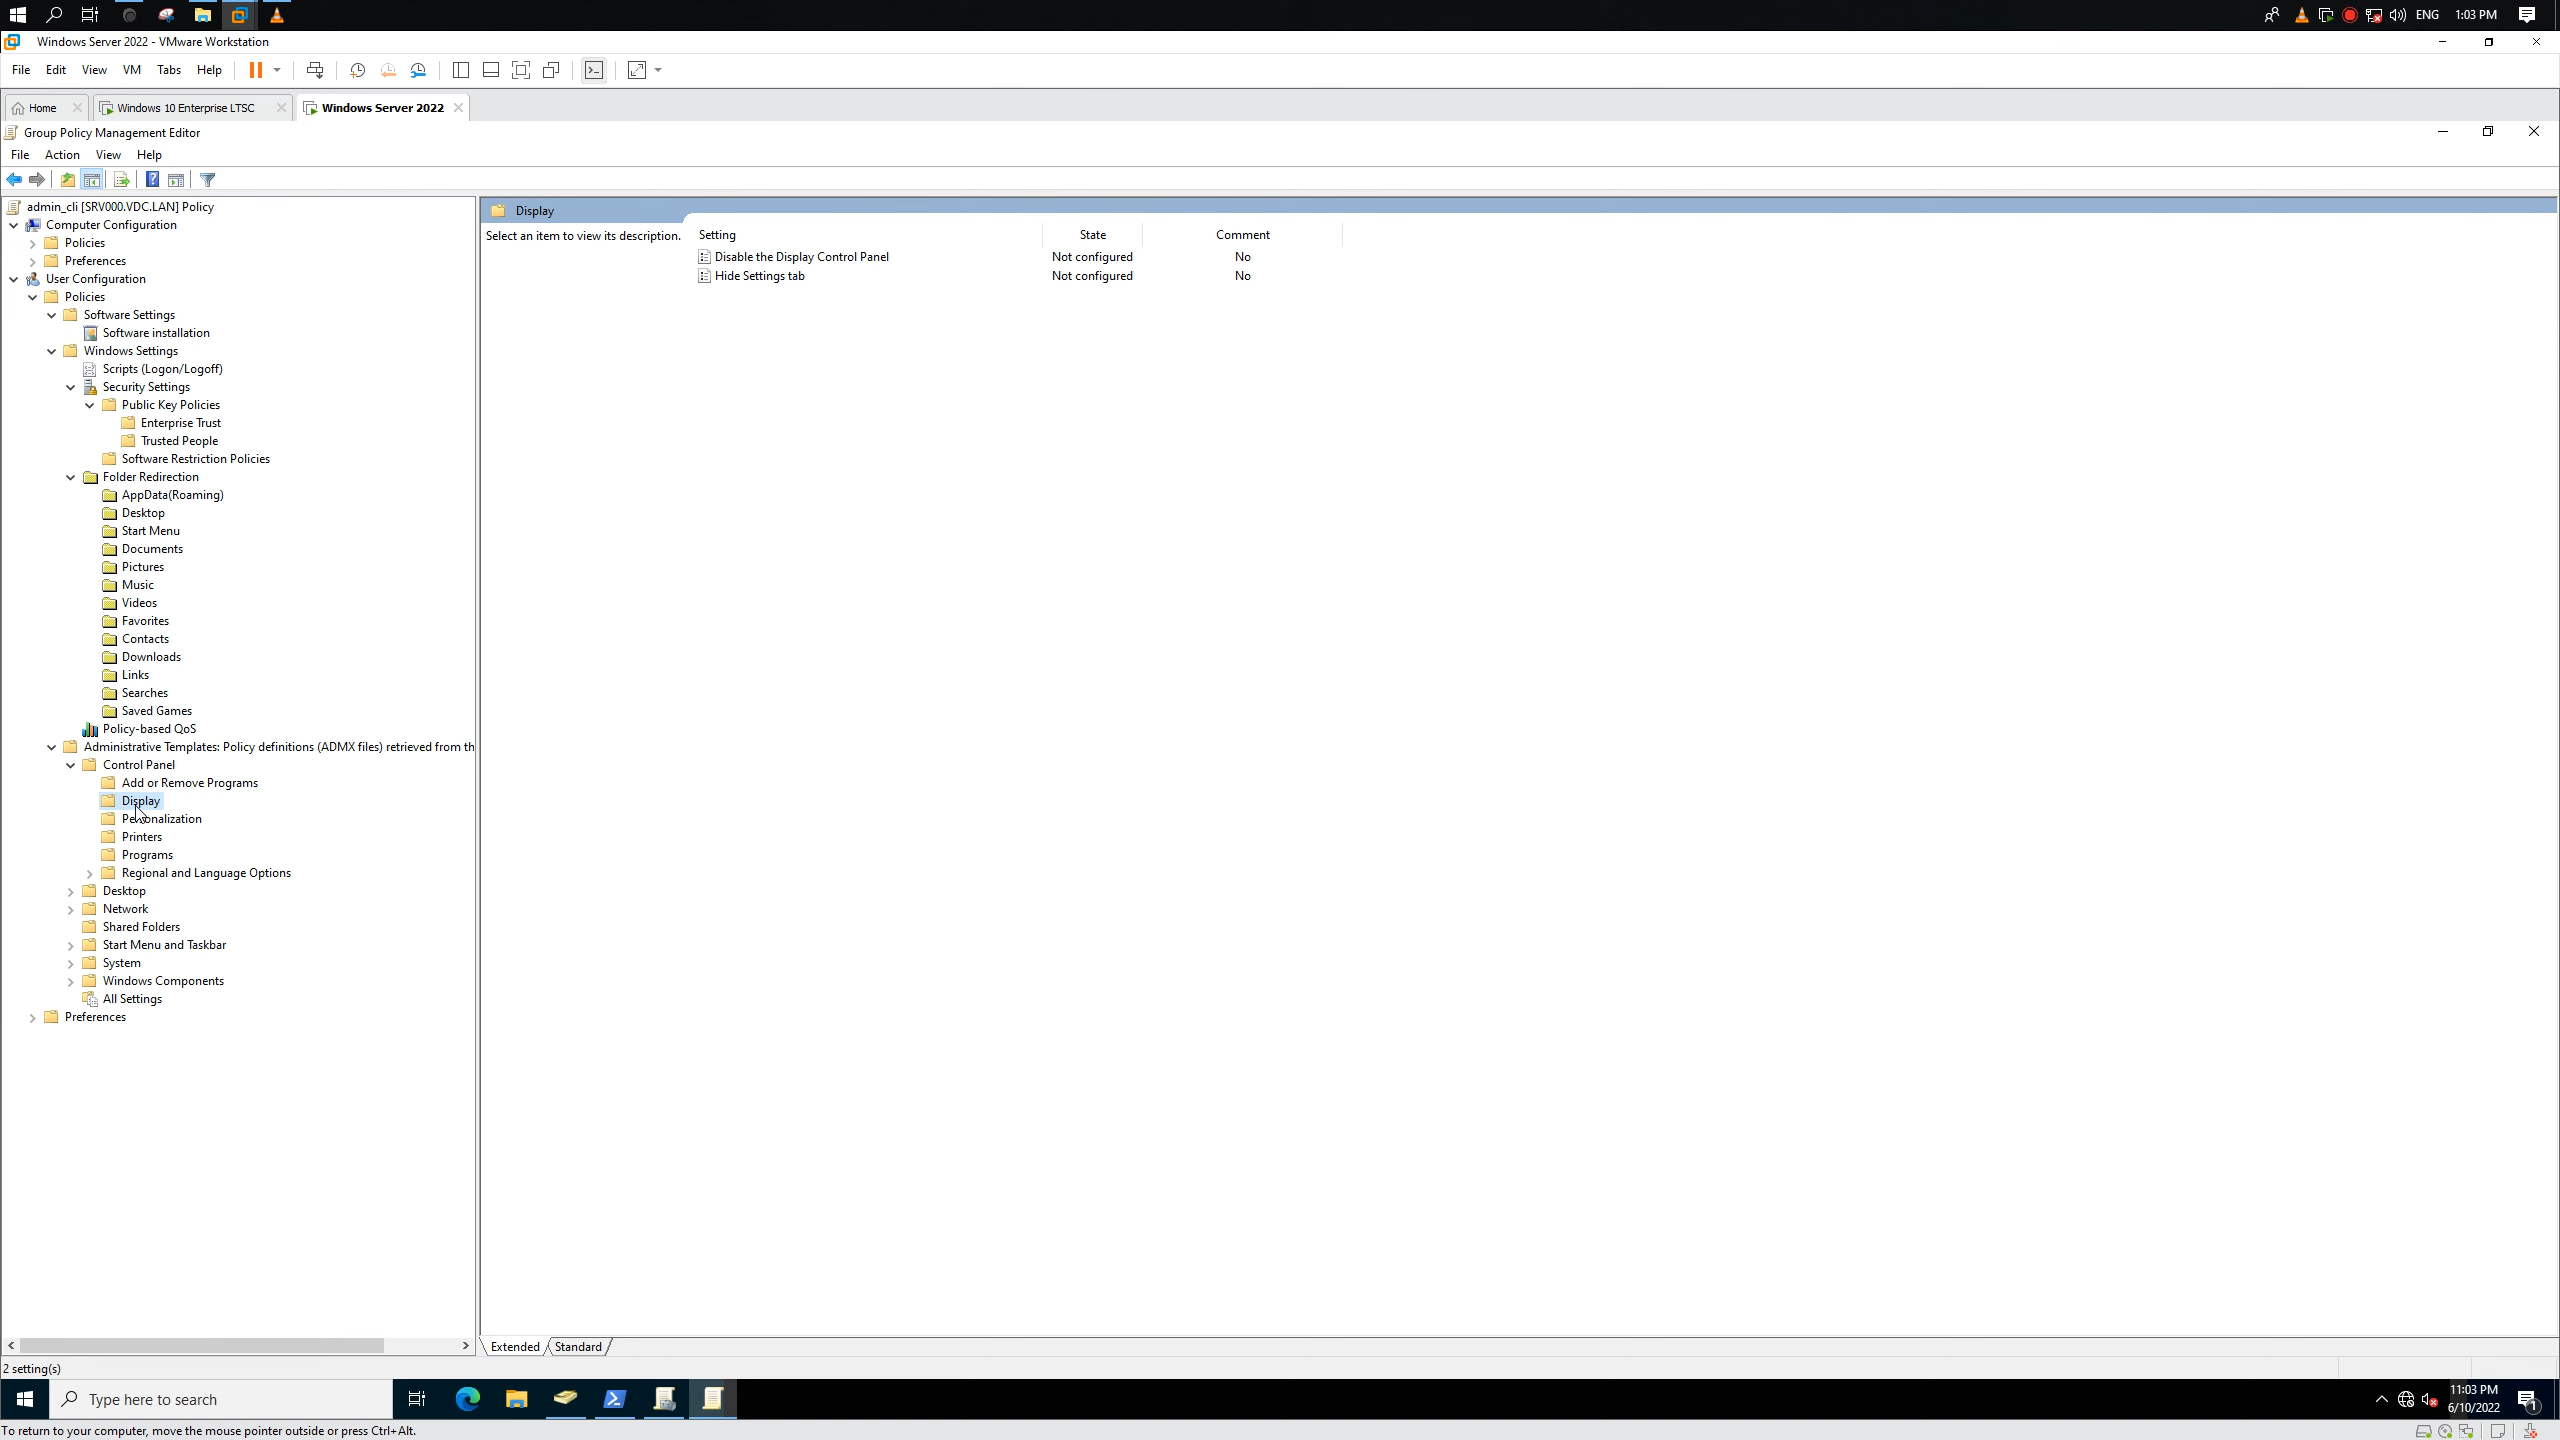 ENG 1:03 PM
Windows Server 2022 - VMware Workstation
File Edit View VM Tabs Help
Home Windows 10 Enterprise LTSC Windows Server 2022
Group Policy Management Editor
File Action View Help
admin_cli [SRV000.VDC.LAN] Policy
Computer Configuration
Policies
Preferences
User Configuration
Policies
Software Settings
Software installation
Windows Settings
Scripts (Logon/Logoff)
Security Settings
Public Key Policies
Enterprise Trust
Trusted People
Software Restriction Policies
Folder Redirection
AppData(Roaming)
Desktop
Start Menu
Documents
Pictures
Music
Videos
Favorites
Contacts
Downloads
Links
Searches
Saved Games
Policy-based QoS
Administrative Templates: Policy definitions (ADMX files) retrieved from th
Control Panel
Add or Remove Programs
Display
Personalization
Printers
Programs
Regional and Language Options
Desktop
Network
Shared Folders
Start Menu and Taskbar
System
Windows Components
All Settings
Preferences
Display
Select an item to view its description.
Setting State Comment
Disable the Display Control Panel Not configured No
Hide Settings tab Not configured No
Extended Standard
2 setting(s)
Type here to search
11:03 PM
6/10/2022
1
To return to your computer, move the mouse pointer outside or press Ctrl+Alt.